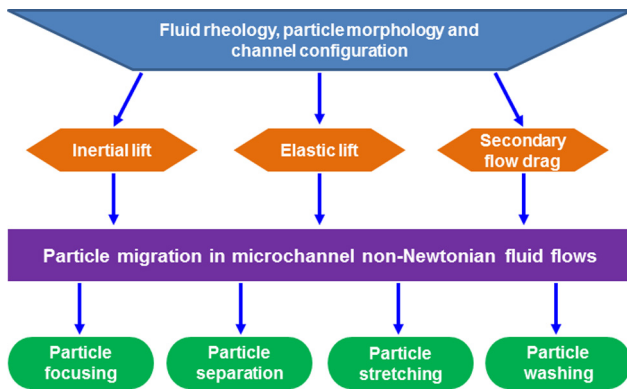 Fluid rheology, particle morphology and
channel configuration
Inertial lift
Elastic lift
Secondary
flow drag
Particle migration in microchannel non-Newtonian fluid flows
Particle
focusing
Particle
separation
Particle
stretching
Particle
washing